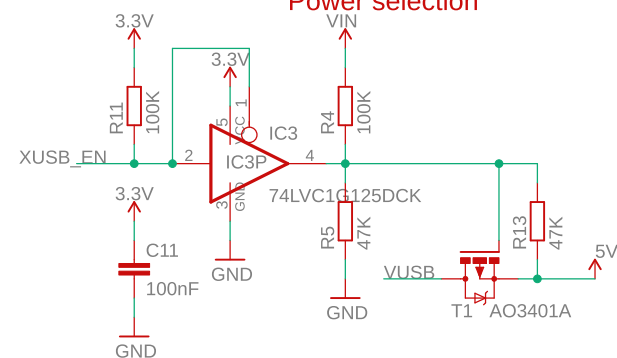 Power selection
3.3V
VIN
3.3V
R11
100K
5
VCC
1
IC3
R4
100K
XUSB_EN
2
IC3P
4
3.3V
3
GND
74LVC1G125DCK
R5
47K
R13
47K
C11
100nF
GND
VUSB
5V
GND
T1
AO3401A
GND